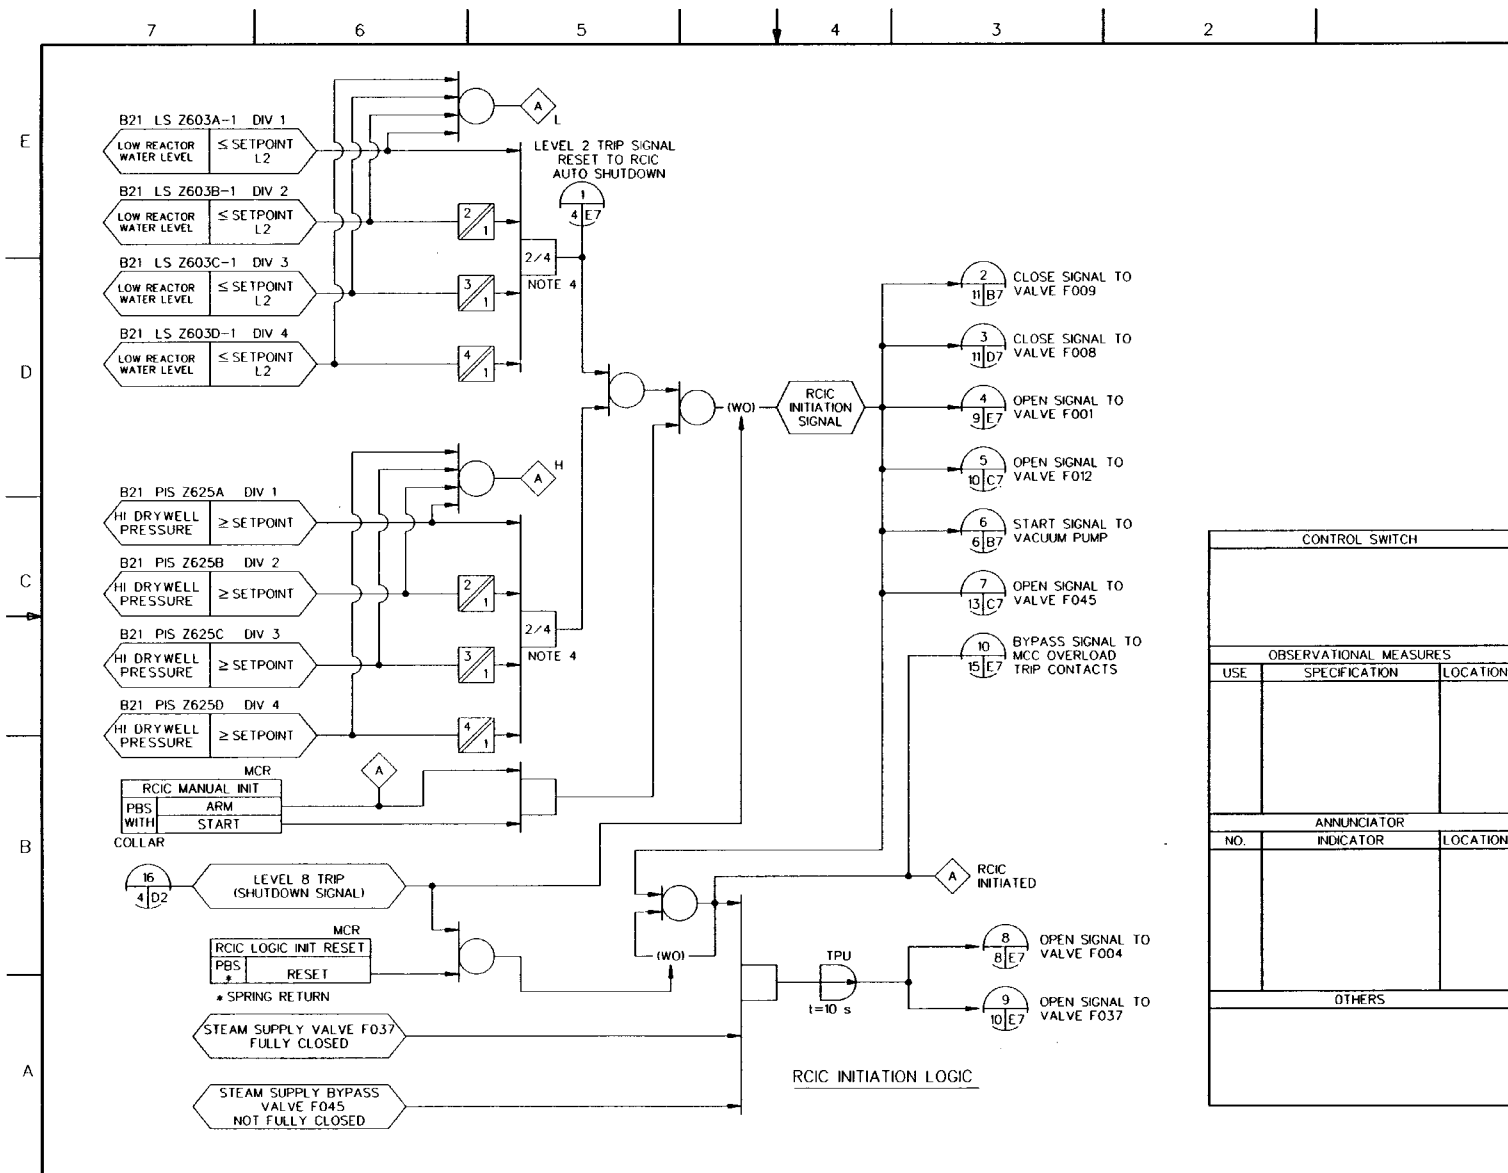 7 6 5 4 3 2
E
D
C
B
A
B21 LS Z603A-1 DIV 1
LOW REACTOR WATER LEVEL
≤ SETPOINT L2
B21 LS Z603B-1 DIV 2
LOW REACTOR WATER LEVEL
≤ SETPOINT L2
B21 LS Z603C-1 DIV 3
LOW REACTOR WATER LEVEL
≤ SETPOINT L2
B21 LS Z603D-1 DIV 4
LOW REACTOR WATER LEVEL
≤ SETPOINT L2
A
L
2/1
3/1
4/1
2/4
NOTE 4
LEVEL 2 TRIP SIGNAL
RESET TO RCIC
AUTO SHUTDOWN
1
4 E7
B21 PIS Z625A DIV 1
HI DRYWELL PRESSURE
≥ SETPOINT
B21 PIS Z625B DIV 2
HI DRYWELL PRESSURE
≥ SETPOINT
B21 PIS Z625C DIV 3
HI DRYWELL PRESSURE
≥ SETPOINT
B21 PIS Z625D DIV 4
HI DRYWELL PRESSURE
≥ SETPOINT
A
H
2/1
3/1
4/1
2/4
NOTE 4
(WO)
RCIC
INITIATION
SIGNAL
2
11 B7
CLOSE SIGNAL TO
VALVE F009
3
11 D7
CLOSE SIGNAL TO
VALVE F008
4
9 E7
OPEN SIGNAL TO
VALVE F001
5
10 C7
OPEN SIGNAL TO
VALVE F012
6
6 B7
START SIGNAL TO
VACUUM PUMP
7
13 C7
OPEN SIGNAL TO
VALVE F045
10
15 E7
BYPASS SIGNAL TO
MCC OVERLOAD
TRIP CONTACTS
MCR
RCIC MANUAL INIT
PBS WITH
ARM
START
COLLAR
A
16
4 D2
LEVEL 8 TRIP
(SHUTDOWN SIGNAL)
MCR
RCIC LOGIC INIT RESET
PBS
*
RESET
* SPRING RETURN
(WO)
A
RCIC
INITIATED
STEAM SUPPLY VALVE F037
FULLY CLOSED
STEAM SUPPLY BYPASS
VALVE F045
NOT FULLY CLOSED
TPU
t=10 s
8
8 E7
OPEN SIGNAL TO
VALVE F004
9
10 E7
OPEN SIGNAL TO
VALVE F037
RCIC INITIATION LOGIC
CONTROL SWITCH
OBSERVATIONAL MEASURES
USE SPECIFICATION LOCATION
ANNUNCIATOR
NO. INDICATOR LOCATION
OTHERS